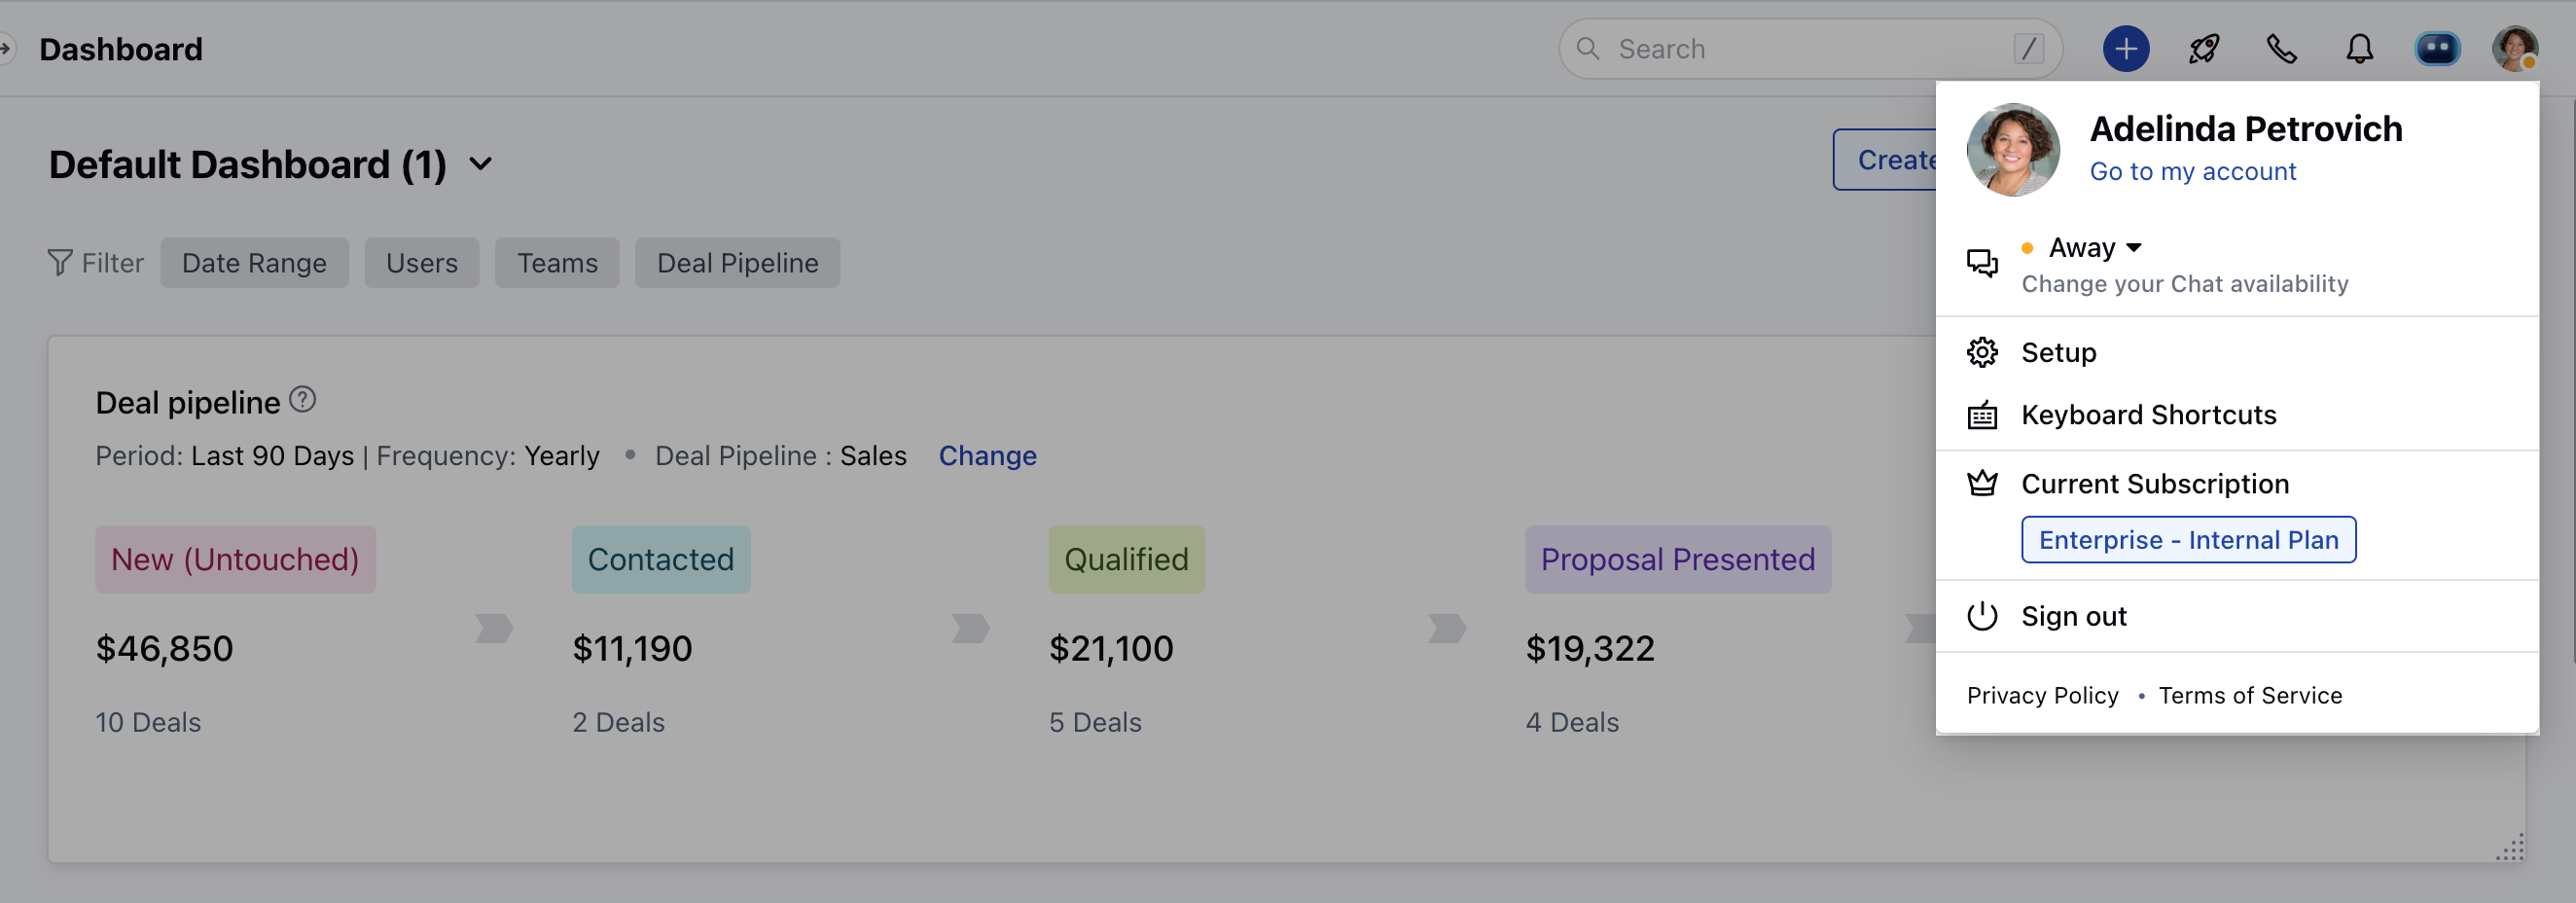 Dashboard
Search /
Default Dashboard (1)
Create
Filter Date Range Users Teams Deal Pipeline
Deal pipeline ?
Period: Last 90 Days | Frequency: Yearly • Deal Pipeline : Sales Change
New (Untouched) Contacted Qualified Proposal Presented
$46,850 $11,190 $21,100 $19,322
10 Deals 2 Deals 5 Deals 4 Deals
Adelinda Petrovich
Go to my account
Away
Change your Chat availability
Setup
Keyboard Shortcuts
Current Subscription
Enterprise - Internal Plan
Sign out
Privacy Policy • Terms of Service